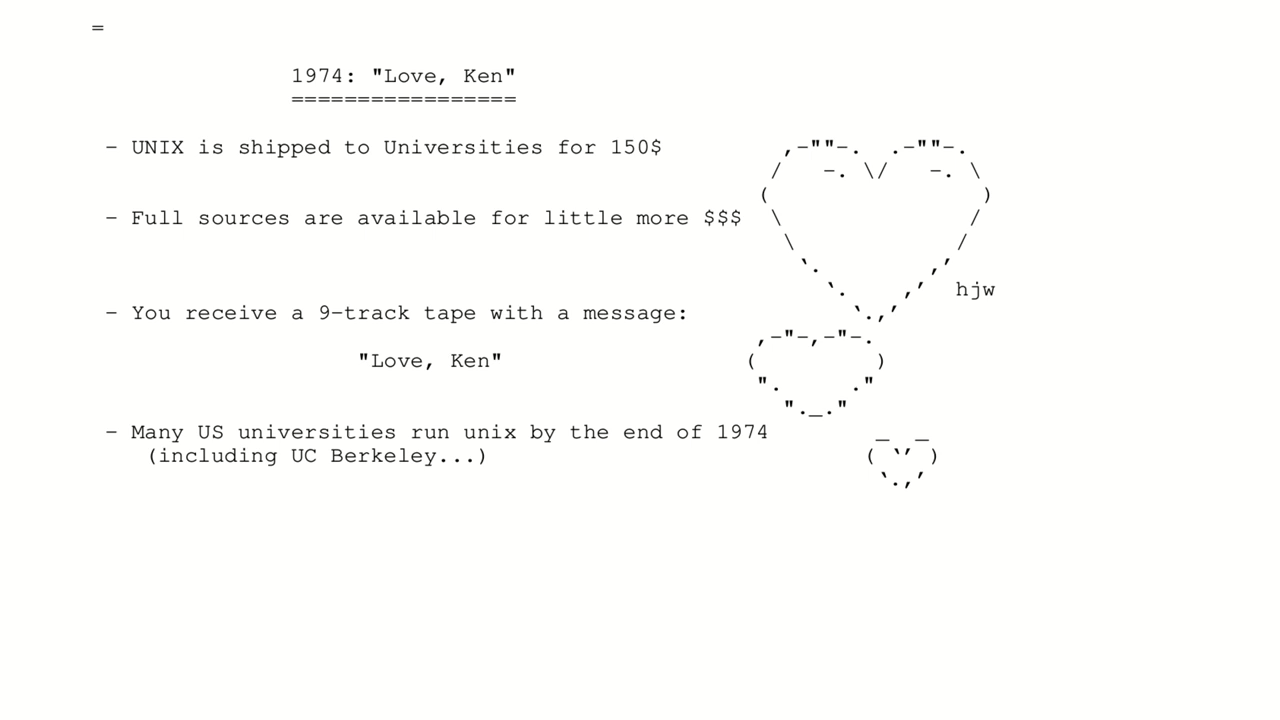 =
1974: "Love, Ken"
=================
- UNIX is shipped to Universities for 150$
- Full sources are available for little more $$$
hjw
- You receive a 9-track tape with a message:
"Love, Ken"
- Many US universities run unix by the end of 1974
(including UC Berkeley...)